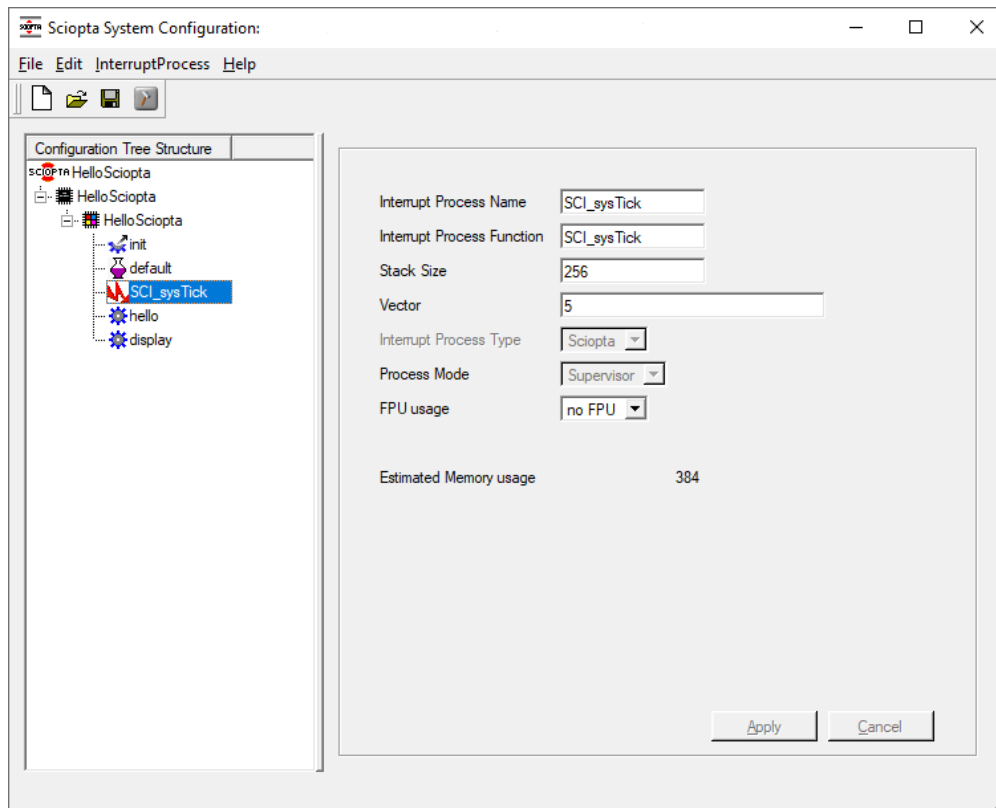 SCIOPTA Sciopta System Configuration:
File Edit InterruptProcess Help
Configuration Tree Structure
SCIOPTA HelloSciopta
HelloSciopta
HelloSciopta
init
default
SCI_sysTick
hello
display
Interrupt Process Name SCI_sysTick
Interrupt Process Function SCI_sysTick
Stack Size 256
Vector 5
Interrupt Process Type Sciopta
Process Mode Supervisor
FPU usage no FPU
Estimated Memory usage 384
Apply Cancel